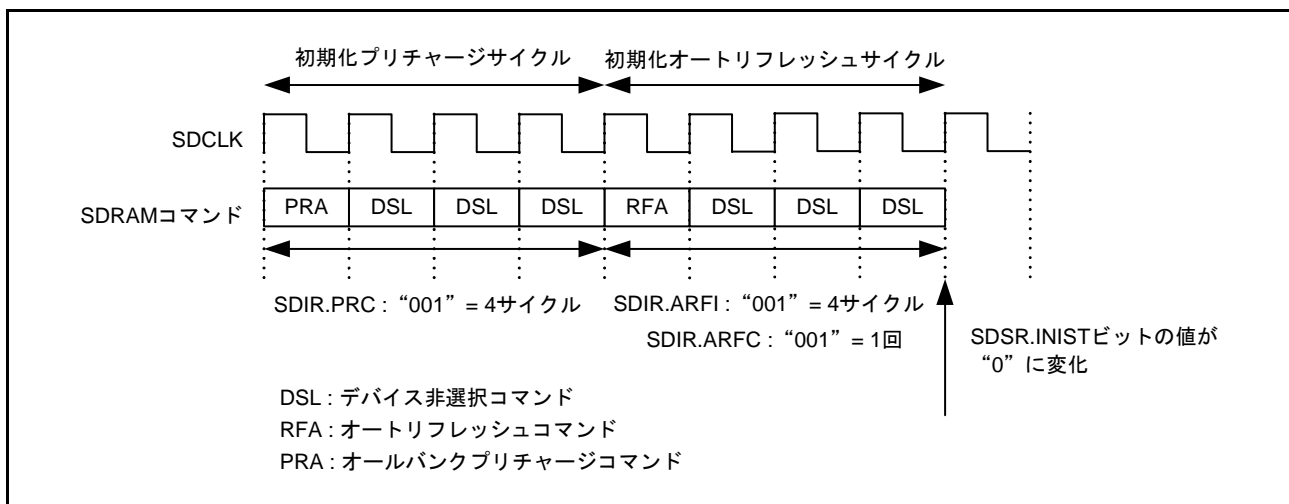 初期化プリチャージサイクル 初期化オートリフレッシュサイクル
SDCLK
SDRAMコマンド PRA DSL DSL DSL RFA DSL DSL DSL
SDIR.PRC : “001” = 4サイクル SDIR.ARFI : “001” = 4サイクル
SDIR.ARFC : “001” = 1回
SDSR.INISTビットの値が
“0” に変化
DSL : デバイス非選択コマンド
RFA : オートリフレッシュコマンド
PRA : オールバンクプリチャージコマンド